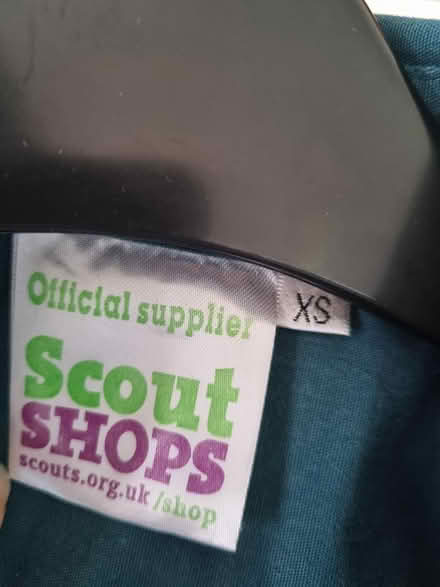 Official supplier
XS
Scout
SHOPS
scouts.org.uk/shop